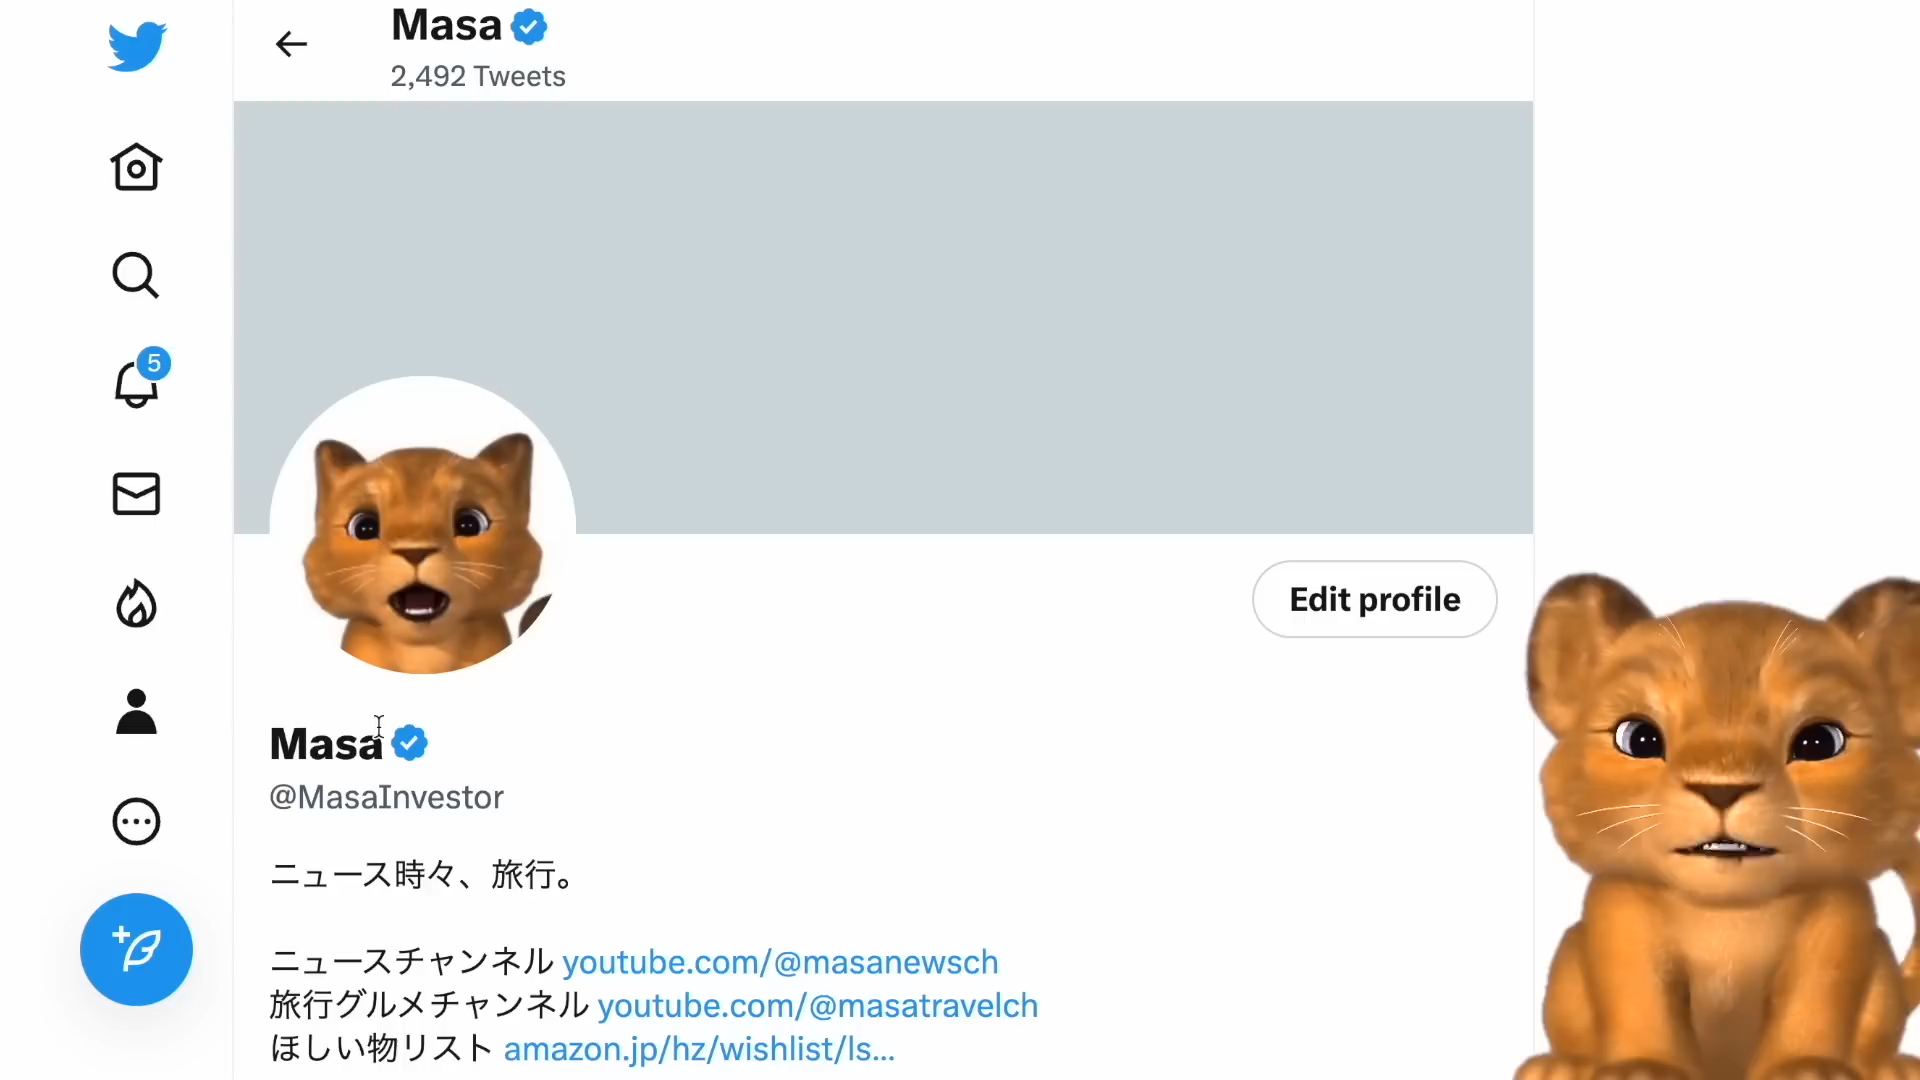 Masa
2,492 Tweets
5
Edit profile
Masa
@MasaInvestor
ニュース時々、旅行。
ニュースチャンネル youtube.com/@masanewsch
旅行グルメチャンネル youtube.com/@masatravelch
ほしい物リスト amazon.jp/hz/wishlist/ls…